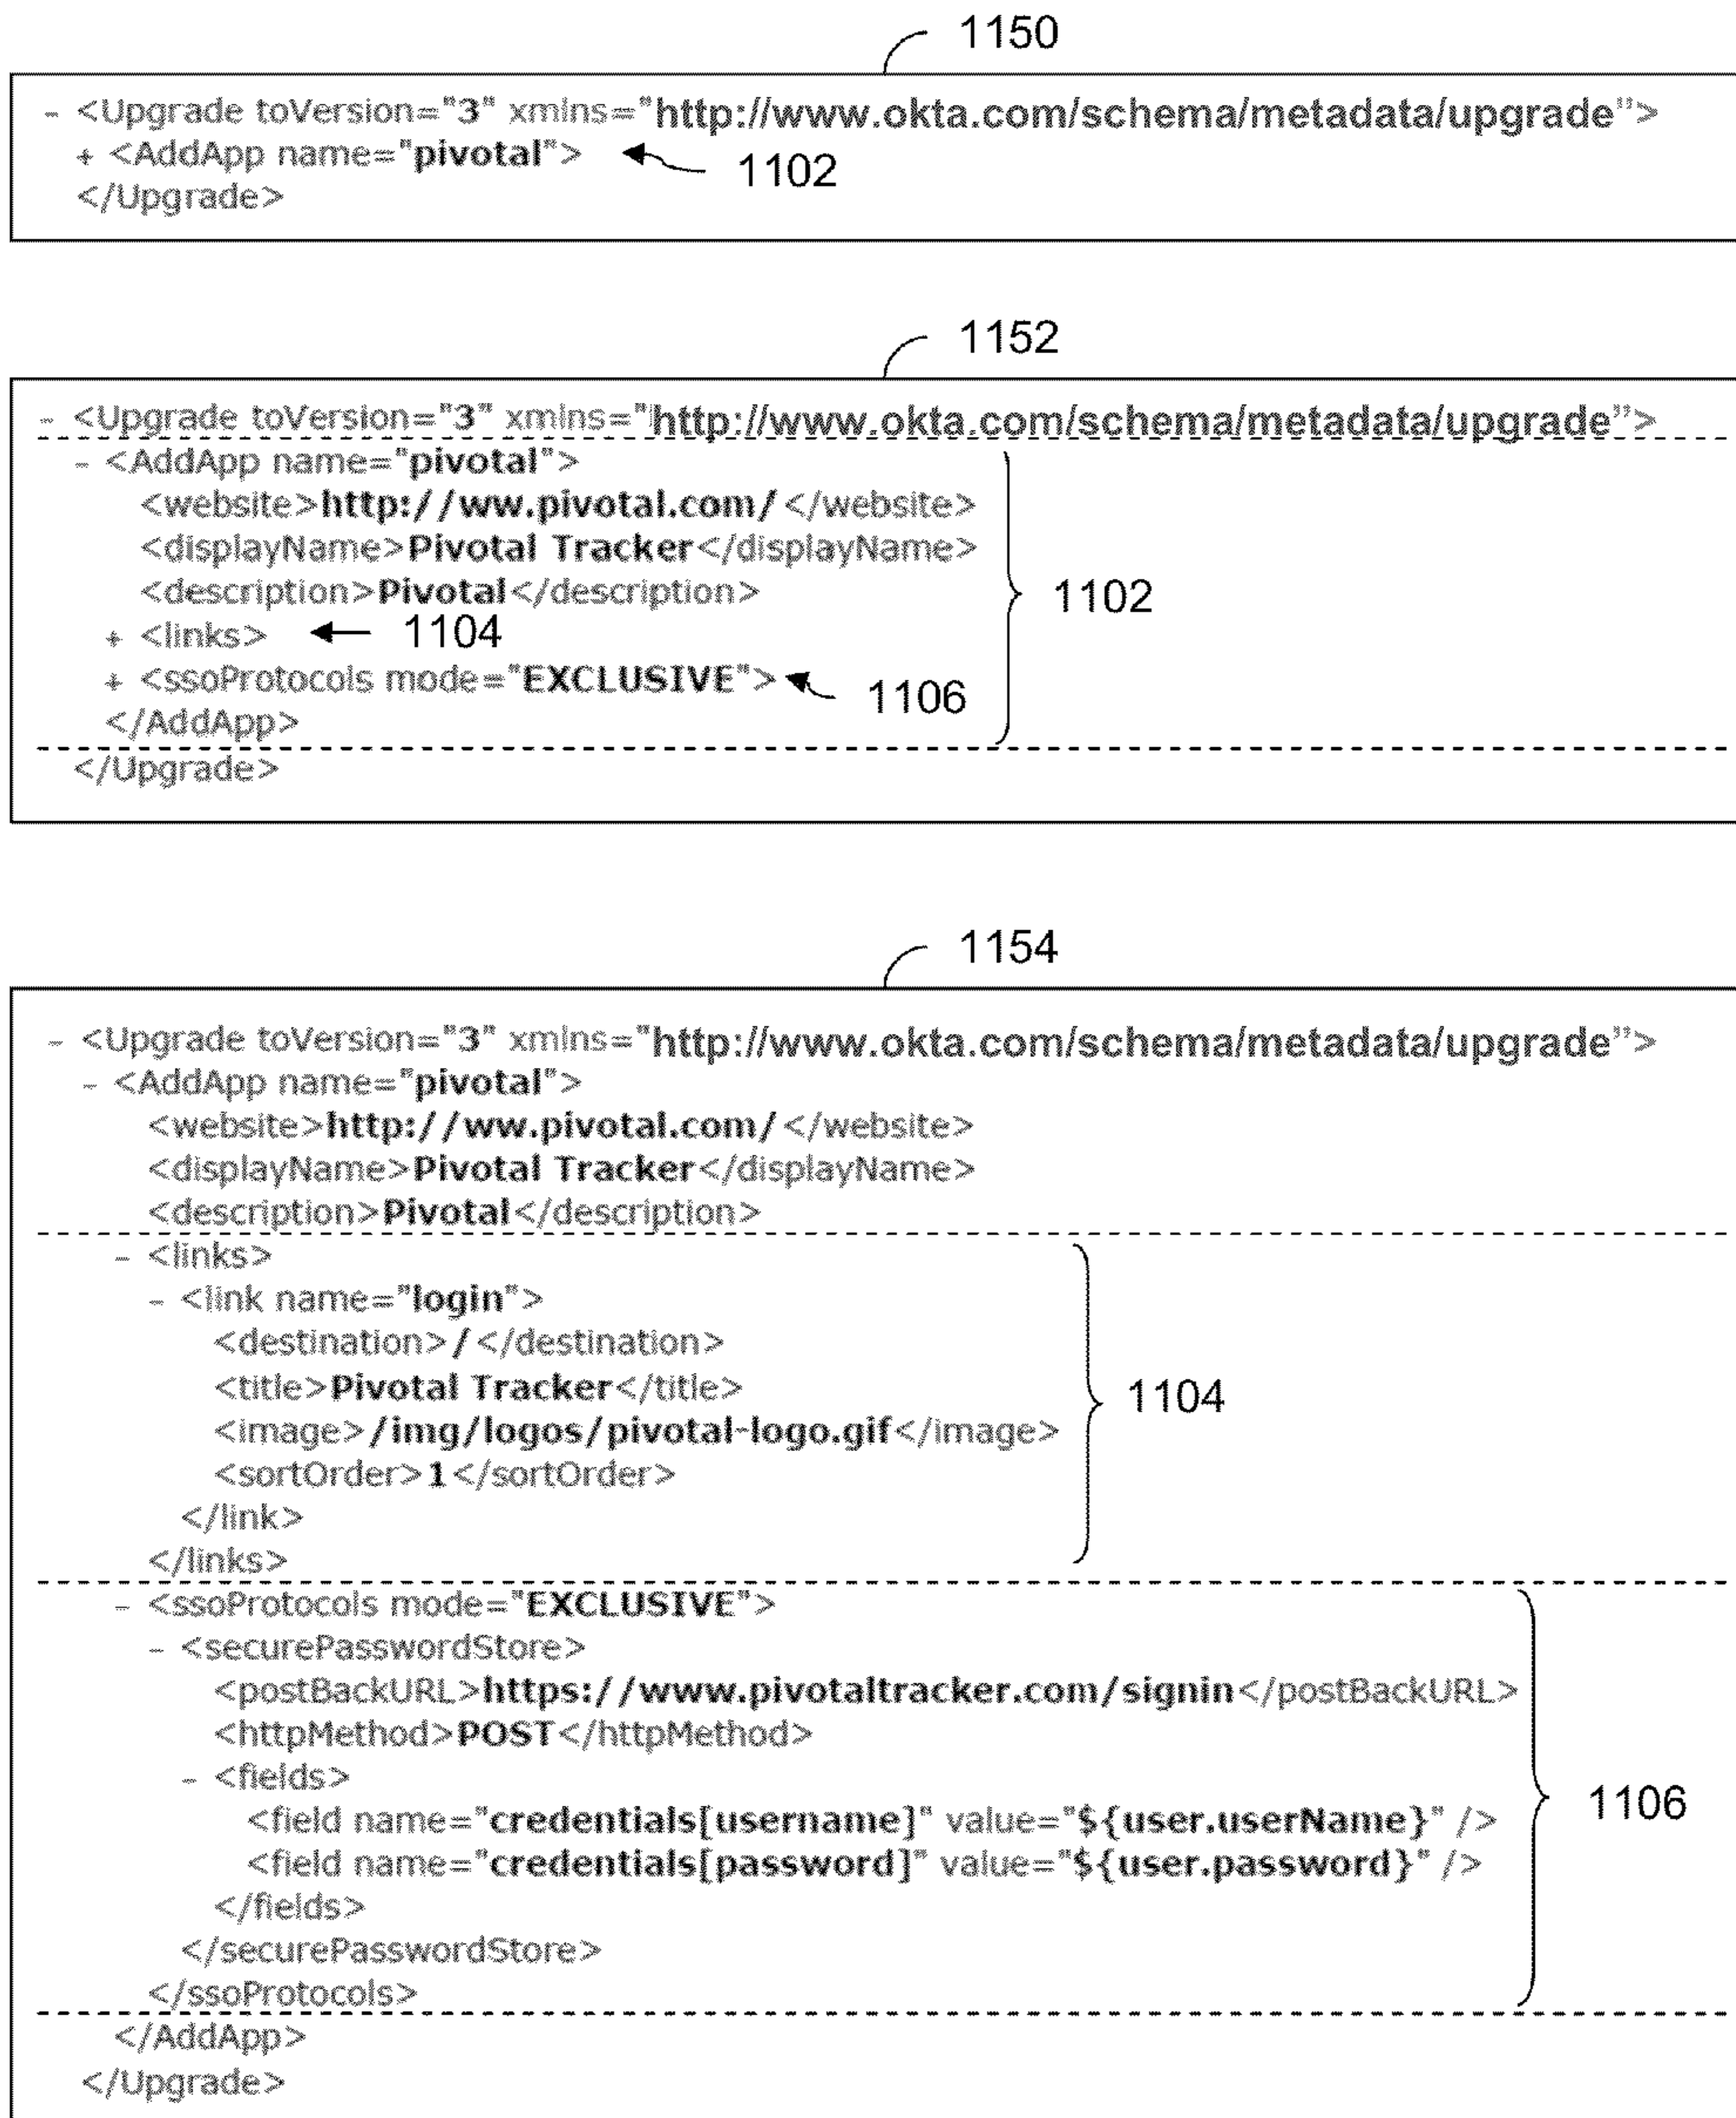 1150
- <Upgrade toVersion="3" xmlns="http://www.okta.com/schema/metadata/upgrade”>
+ <AddApp name="pivotal"> 1102
</Upgrade>
1152
- <Upgrade toVersion="3" xmlns="http://www.okta.com/schema/metadata/upgrade”>
- <AddApp name="pivotal">
<website>http://ww.pivotal.com/</website>
<displayName>Pivotal Tracker</displayName>
<description>Pivotal</description> 1102
+ <links> 1104
+ <ssoProtocols mode="EXCLUSIVE"> 1106
</AddApp>
</Upgrade>
1154
- <Upgrade toVersion="3" xmlns="http://www.okta.com/schema/metadata/upgrade”>
- <AddApp name="pivotal">
<website>http://ww.pivotal.com/</website>
<displayName>Pivotal Tracker</displayName>
<description>Pivotal</description>
- <links>
- <link name="login">
<destination>/</destination>
<title>Pivotal Tracker</title> 1104
<image>/img/logos/pivotal-logo.gif</image>
<sortOrder>1</sortOrder>
</link>
</links>
- <ssoProtocols mode="EXCLUSIVE">
- <securePasswordStore>
<postBackURL>https://www.pivotaltracker.com/signin</postBackURL>
<httpMethod>POST</httpMethod>
- <fields>
<field name="credentials[username]" value="${user.userName}" /> 1106
<field name="credentials[password]" value="${user.password}" />
</fields>
</securePasswordStore>
</ssoProtocols>
</AddApp>
</Upgrade>